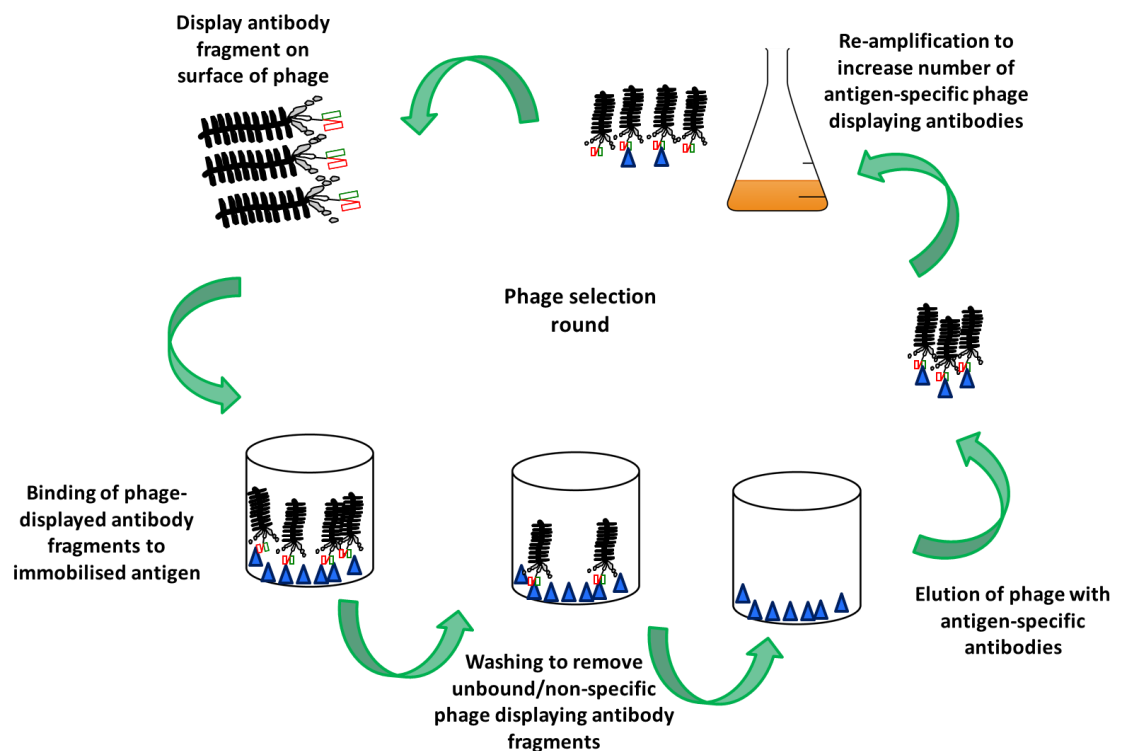 Display antibody
fragment on
surface of phage
Re-amplification to
increase number of
antigen-specific phage
displaying antibodies
Phage selection
round
Binding of phage-
displayed antibody
fragments to
immobilised antigen
Washing to remove
unbound/non-specific
phage displaying antibody
fragments
Elution of phage with
antigen-specific
antibodies